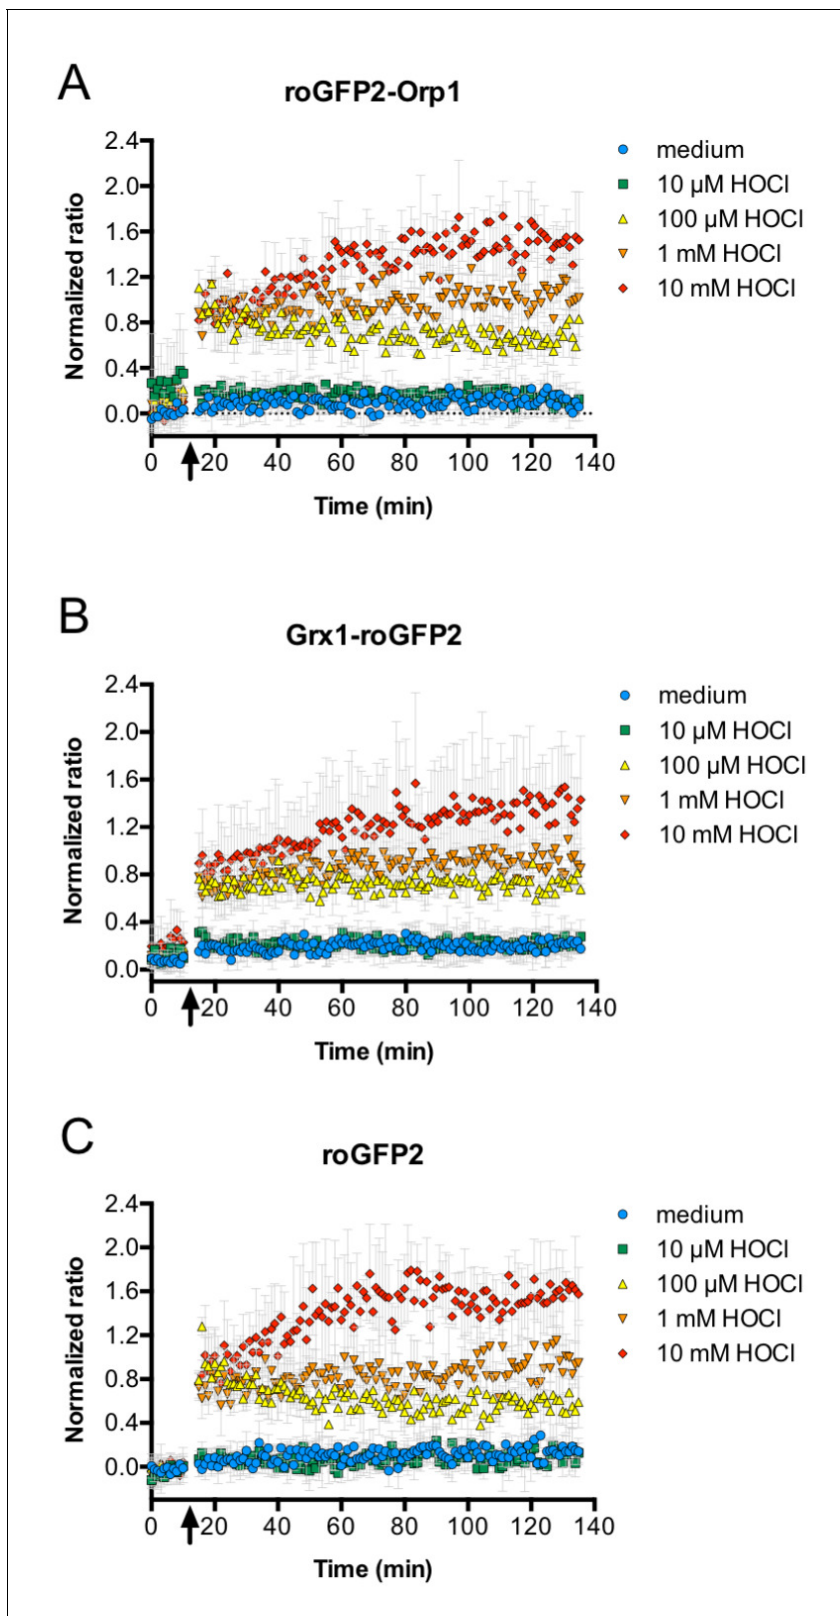 A
roGFP2-Orp1
Normalized ratio
2.4
2.0
1.6
1.2
0.8
0.4
0.0
0 20 40 60 80 100 120 140
Time (min)
medium
10 µM HOCl
100 µM HOCl
1 mM HOCl
10 mM HOCl
B
Grx1-roGFP2
Normalized ratio
2.4
2.0
1.6
1.2
0.8
0.4
0.0
0 20 40 60 80 100 120 140
Time (min)
medium
10 µM HOCl
100 µM HOCl
1 mM HOCl
10 mM HOCl
C
roGFP2
Normalized ratio
2.4
2.0
1.6
1.2
0.8
0.4
0.0
0 20 40 60 80 100 120 140
Time (min)
medium
10 µM HOCl
100 µM HOCl
1 mM HOCl
10 mM HOCl